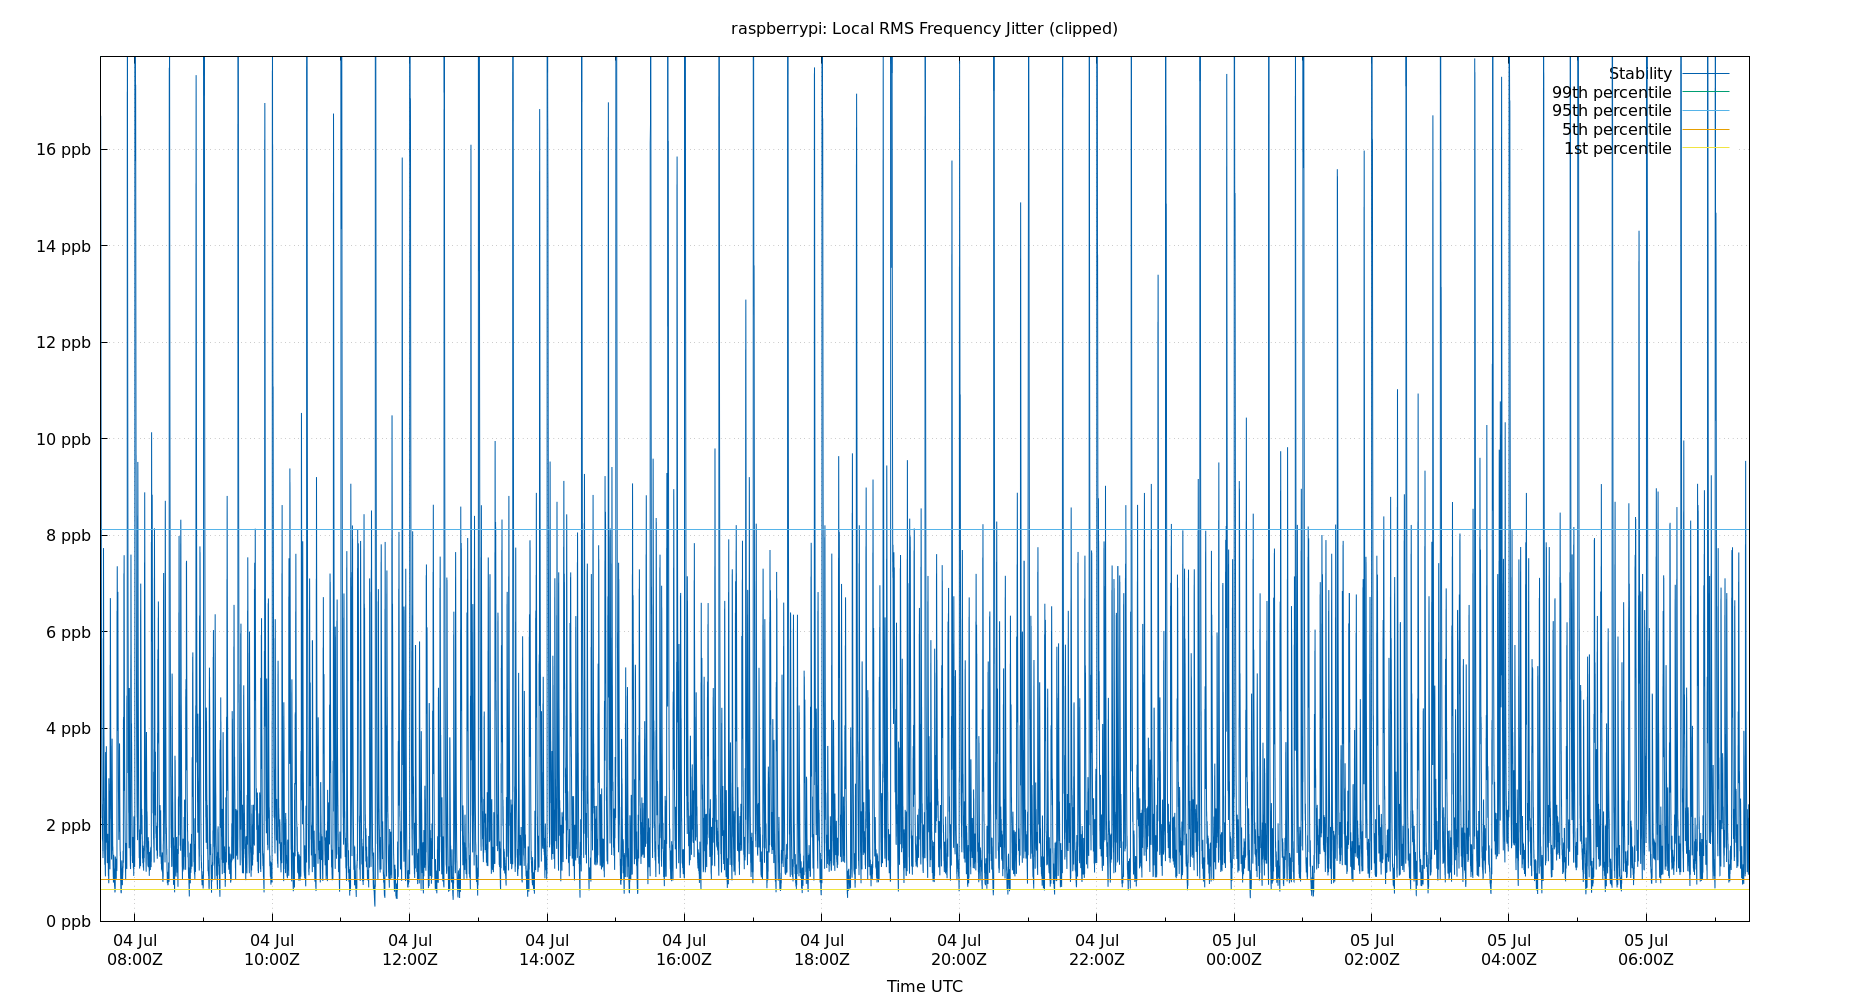 raspberrypi: Local RMS Frequency Jitter (clipped)
Stability
99th percentile
95th percentile
5th percentile
1st percentile
16 ppb
14 ppb
12 ppb
10 ppb
8 ppb
6 ppb
4 ppb
2 ppb
0 ppb
04 Jul 04 Jul 04 Jul 04 Jul 04 Jul 04 Jul 04 Jul 04 Jul 05 Jul 05 Jul 05 Jul 05 Jul
08:00Z 10:00Z 12:00Z 14:00Z 16:00Z 18:00Z 20:00Z 22:00Z 00:00Z 02:00Z 04:00Z 06:00Z
Time UTC